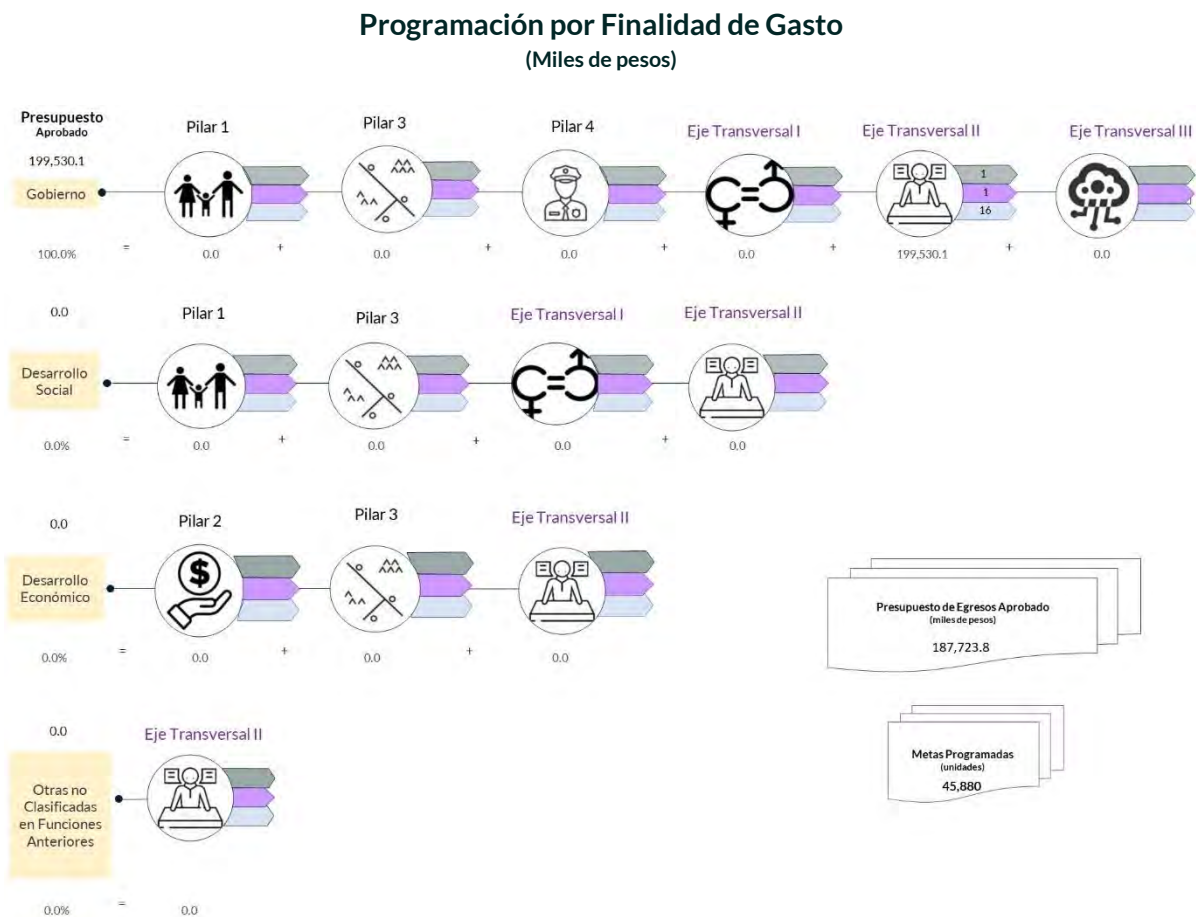 Programación por Finalidad de Gasto
(Miles de pesos)
Presupuesto
Aprobado
199,530.1
Gobierno
Pilar 1
Pilar 3
Pilar 4
Eje Transversal I
Eje Transversal II
Eje Transversal III
1
1
16
100.0%
=
0.0
+
0.0
+
0.0
+
0.0
+
199,530.1
+
0.0
0.0
Pilar 1
Pilar 3
Eje Transversal I
Eje Transversal II
Desarrollo
Social
0.0%
=
0.0
+
0.0
+
0.0
+
0.0
0.0
Pilar 2
Pilar 3
Eje Transversal II
Desarrollo
Económico
0.0%
=
0.0
+
0.0
+
0.0
Presupuesto de Egresos Aprobado
(miles de pesos)
187,723.8
0.0
Eje Transversal II
Otras no
Clasificadas
en Funciones
Anteriores
0.0%
=
0.0
Metas Programadas
(unidades)
45,880